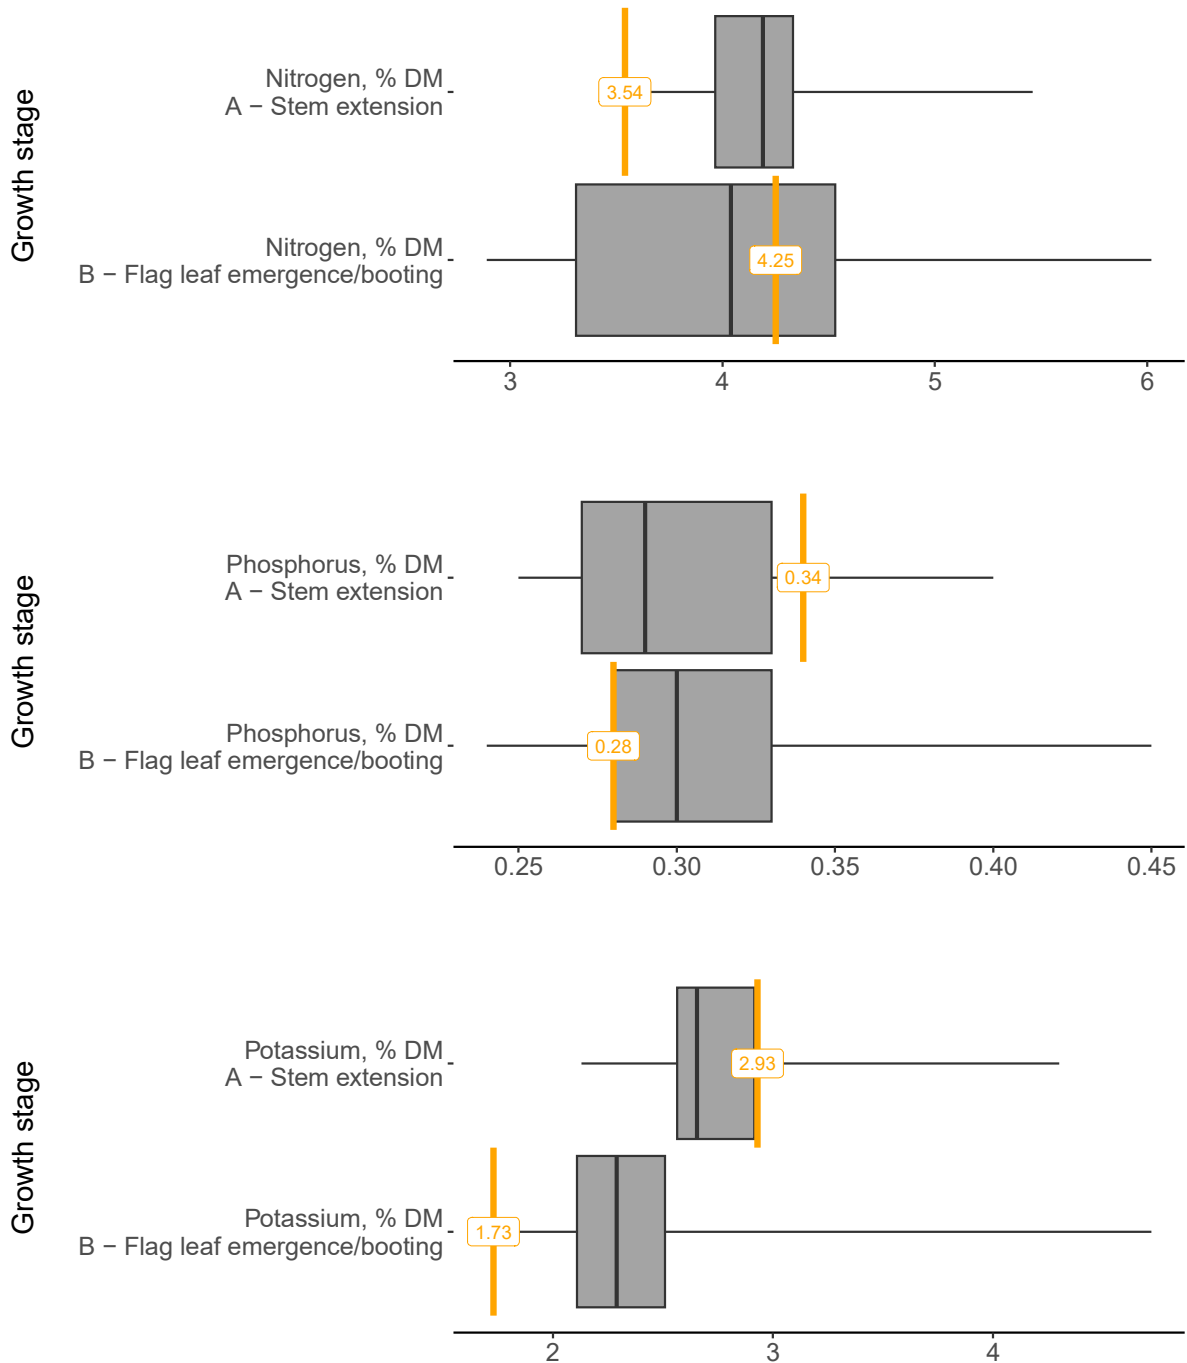 Growth stage
Nitrogen, % DM
A − Stem extension
3.54
Nitrogen, % DM
B − Flag leaf emergence/booting
4.25
3 4 5 6
Growth stage
Phosphorus, % DM
A − Stem extension
0.34
Phosphorus, % DM
B − Flag leaf emergence/booting
0.28
0.25 0.30 0.35 0.40 0.45
Growth stage
Potassium, % DM
A − Stem extension
2.93
Potassium, % DM
B − Flag leaf emergence/booting
1.73
2 3 4